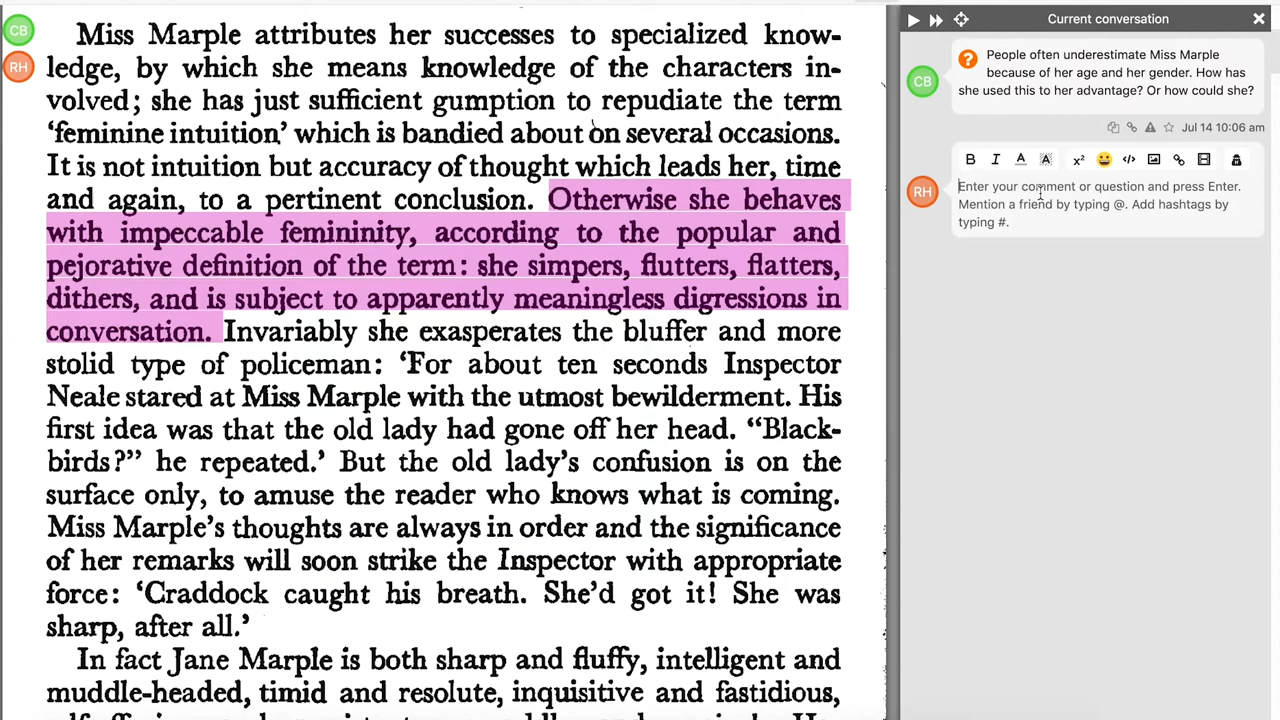 CB
RH
Miss Marple attributes her successes to specialized know-
ledge, by which she means knowledge of the characters in-
volved; she has just sufficient gumption to repudiate the term
‘feminine intuition,’ which is bandied about on several occasions.
It is not intuition but accuracy of thought which leads her, time
and again, to a pertinent conclusion. Otherwise she behaves
with impeccable femininity, according to the popular and
pejorative definition of the term: she simpers, flutters, flatters,
dithers, and is subject to apparently meaningless digressions in
conversation. Invariably she exasperates the bluffer and more
stolid type of policeman: ‘For about ten seconds Inspector
Neale stared at Miss Marple with the utmost bewilderment. His
first idea was that the old lady had gone off her head. “Black-
birds?” he repeated.’ But the old lady’s confusion is on the
surface only, to amuse the reader who knows what is coming.
Miss Marple’s thoughts are always in order and the significance
of her remarks will soon strike the Inspector with appropriate
force: ‘Craddock caught his breath. She’d got it! She was
sharp, after all.’
In fact Jane Marple is both sharp and fluffy, intelligent and
muddle-headed, timid and resolute, inquisitive and fastidious,
Current conversation
CB
People often underestimate Miss Marple
because of her age and her gender. How has
she used this to her advantage? Or how could she?
Jul 14 10:06 am
B I A A x²
RH
Enter your comment or question and press Enter.
Mention a friend by typing @. Add hashtags by
typing #.